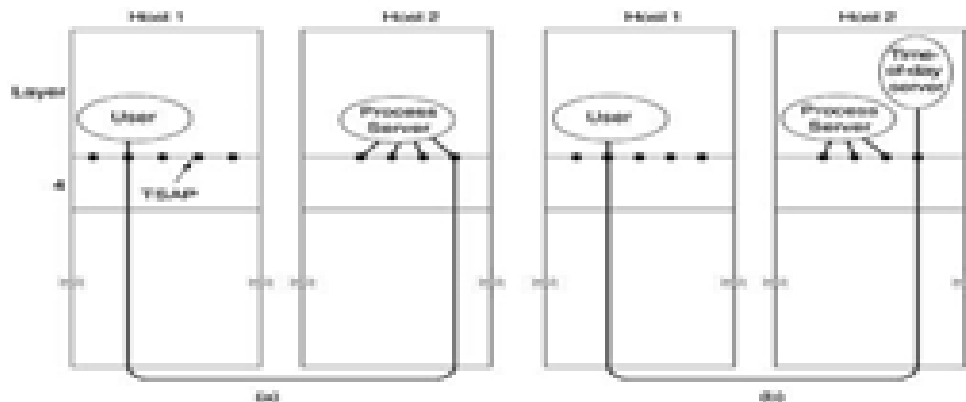 Host 1
Host 2
Host 1
Host 2
Layer
User
Process
Server
User
Process
Server
Time-
of-day
server
4
TSAP
(a)
(b)